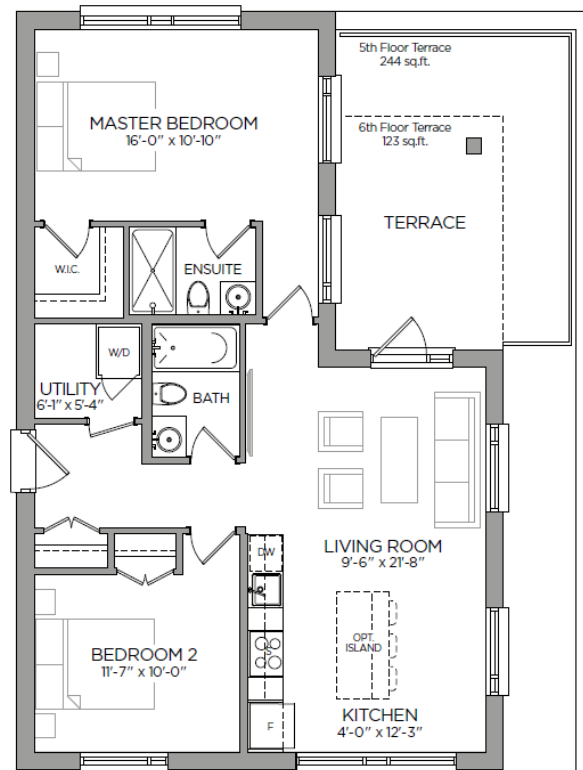 5th Floor Terrace
244 sq.ft.
MASTER BEDROOM
16'-0" x 10'-10"
6th Floor Terrace
123 sq.ft.
TERRACE
W.I.C.
ENSUITE
W/D
UTILITY
6'-1" x 5'-4"
BATH
DW
LIVING ROOM
9'-6" x 21'-8"
OPT.
ISLAND
S
BEDROOM 2
11'-7" x 10'-0"
F
KITCHEN
4'-0" x 12'-3"